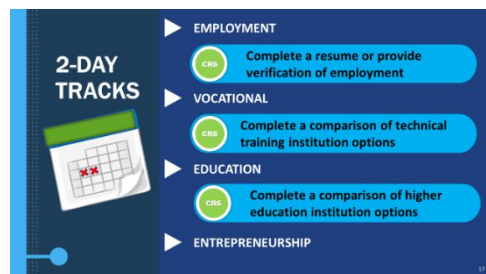 2-DAY
TRACKS
EMPLOYMENT
CRS
Complete a resume or provide
verification of employment
VOCATIONAL
CRS
Complete a comparison of technical
training institution options
EDUCATION
CRS
Complete a comparison of higher
education institution options
ENTREPRENEURSHIP
17